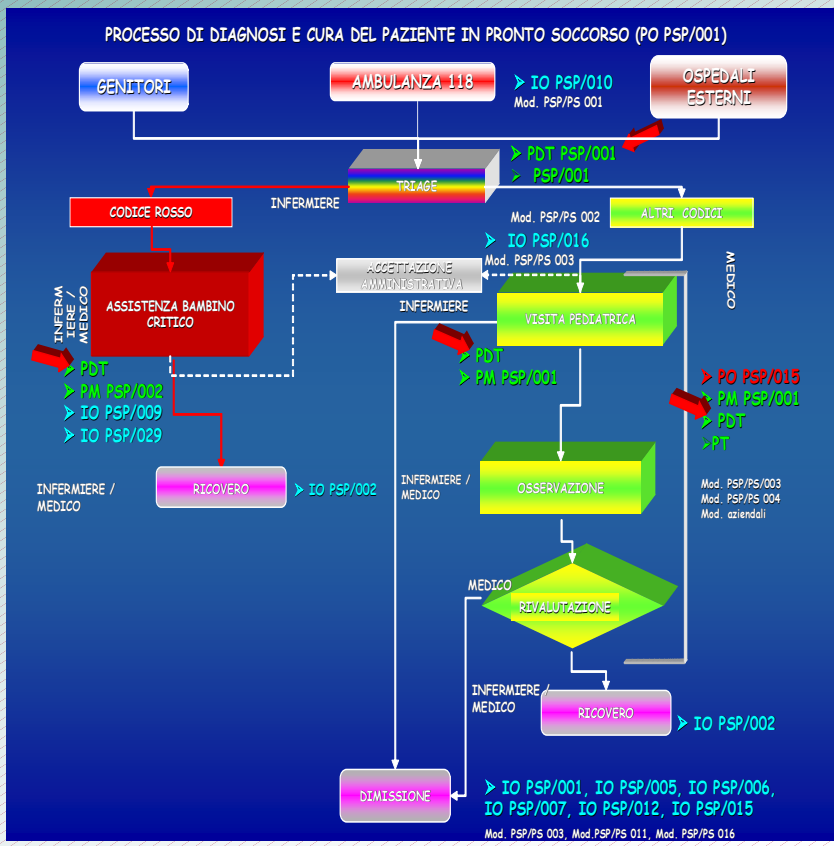 PROCESSO DI DIAGNOSI E CURA DEL PAZIENTE IN PRONTO SOCCORSO (PO PSP/001)
GENITORI
AMBULANZA 118
IO PSP/010
Mod. PSP/PS 001
OSPEDALI
ESTERNI
PDT PSP/001
PSP/001
TRIAGE
INFERMIERE
CODICE ROSSO
Mod. PSP/PS 002
ALTRI CODICI
IO PSP/016
Mod. PSP/PS 003
ACCETTAZIONE
AMMINISTRATIVA
INFERMIERE
MEDICO
INFERM
IERE /
MEDICO
ASSISTENZA BAMBINO
CRITICO
VISITA PEDIATRICA
PDT
PM PSP/002
IO PSP/009
IO PSP/029
PDT
PM PSP/001
PO PSP/015
PM PSP/001
PDT
PT
INFERMIERE /
MEDICO
RICOVERO
IO PSP/002
INFERMIERE /
MEDICO
OSSERVAZIONE
Mod. PSP/PS/003
Mod. PSP/PS 004
Mod. aziendali
MEDICO
RIVALUTAZIONE
INFERMIERE /
MEDICO
RICOVERO
IO PSP/002
DIMISSIONE
IO PSP/001, IO PSP/005, IO PSP/006,
IO PSP/007, IO PSP/012, IO PSP/015
Mod. PSP/PS 003, Mod.PSP/PS 011, Mod. PSP/PS 016